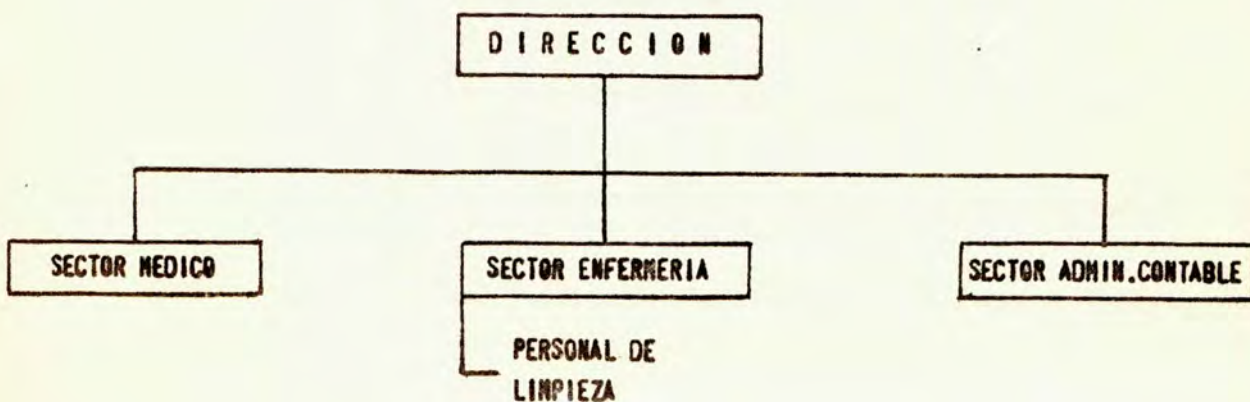 DIRECCION
SECTOR MEDICO
SECTOR ENFERMERIA
SECTOR ADMIN.CONTABLE
PERSONAL DE
LIMPIEZA